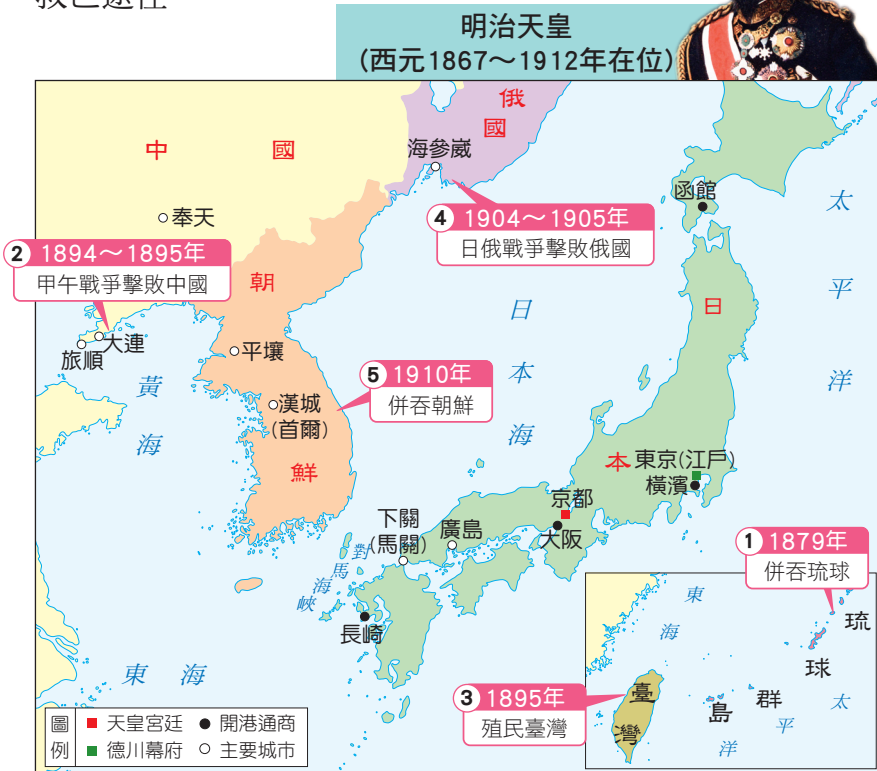 明治天皇
(西元1867～1912年在位)
中國
俄國
海參崴
奉天
函館
太平洋
④ 1904～1905年
日俄戰爭擊敗俄國
② 1894～1895年
甲午戰爭擊敗中國
朝鮮
日本
日本海
大連
旅順
平壤
黃海
⑤ 1910年
併吞朝鮮
漢城
(首爾)
東京(江戶)
橫濱
京都
大阪
下關
(馬關)
廣島
對馬海峽
長崎
① 1879年
併吞琉球
東海
琉球群島
太平洋
東海
③ 1895年
殖民臺灣
臺灣
圖例
天皇宮廷
開港通商
德川幕府
主要城市